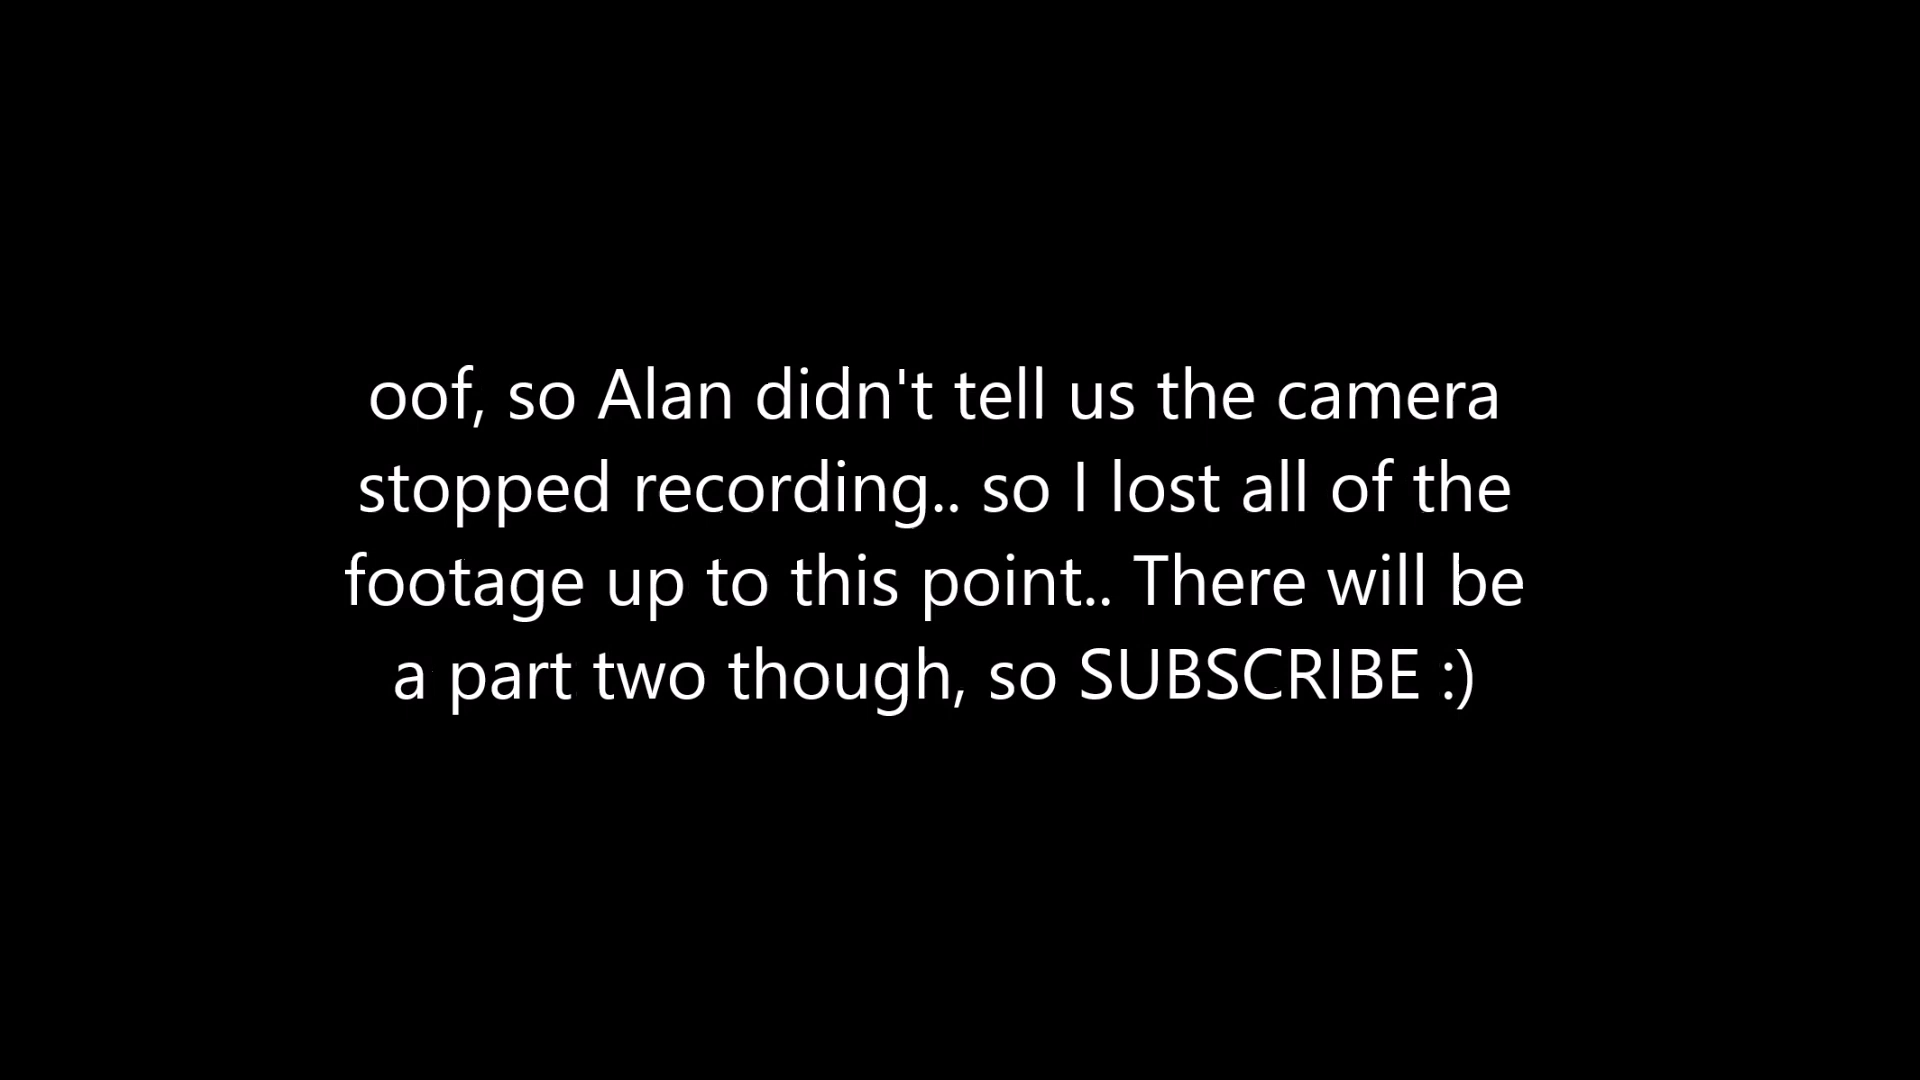 oof, so Alan didn't tell us the camera
stopped recording.. so I lost all of the
footage up to this point.. There will be
a part two though, so SUBSCRIBE :)